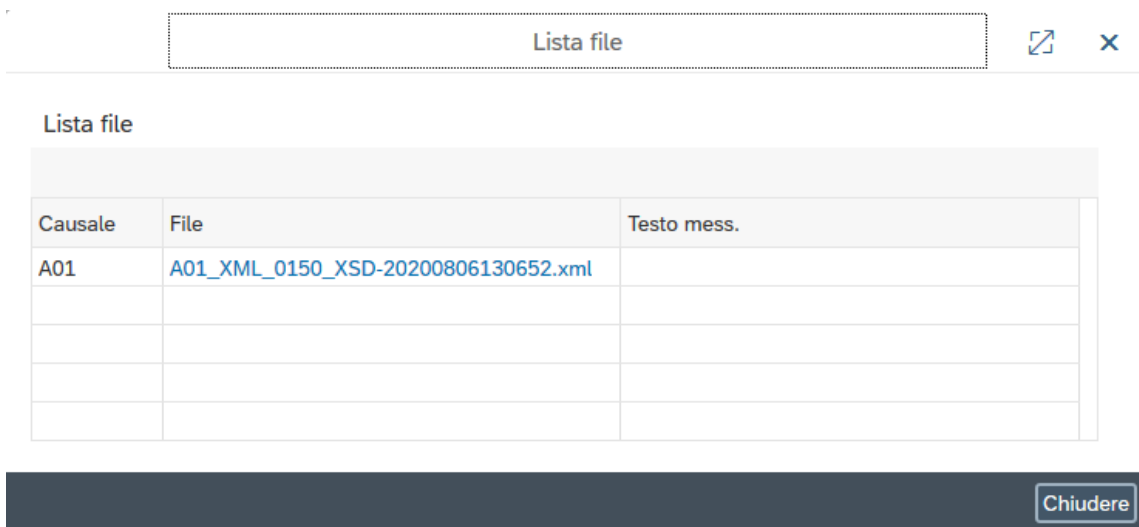 Lista file
Lista file
Causale File Testo mess.
A01 A01_XML_0150_XSD-20200806130652.xml
Chiudere